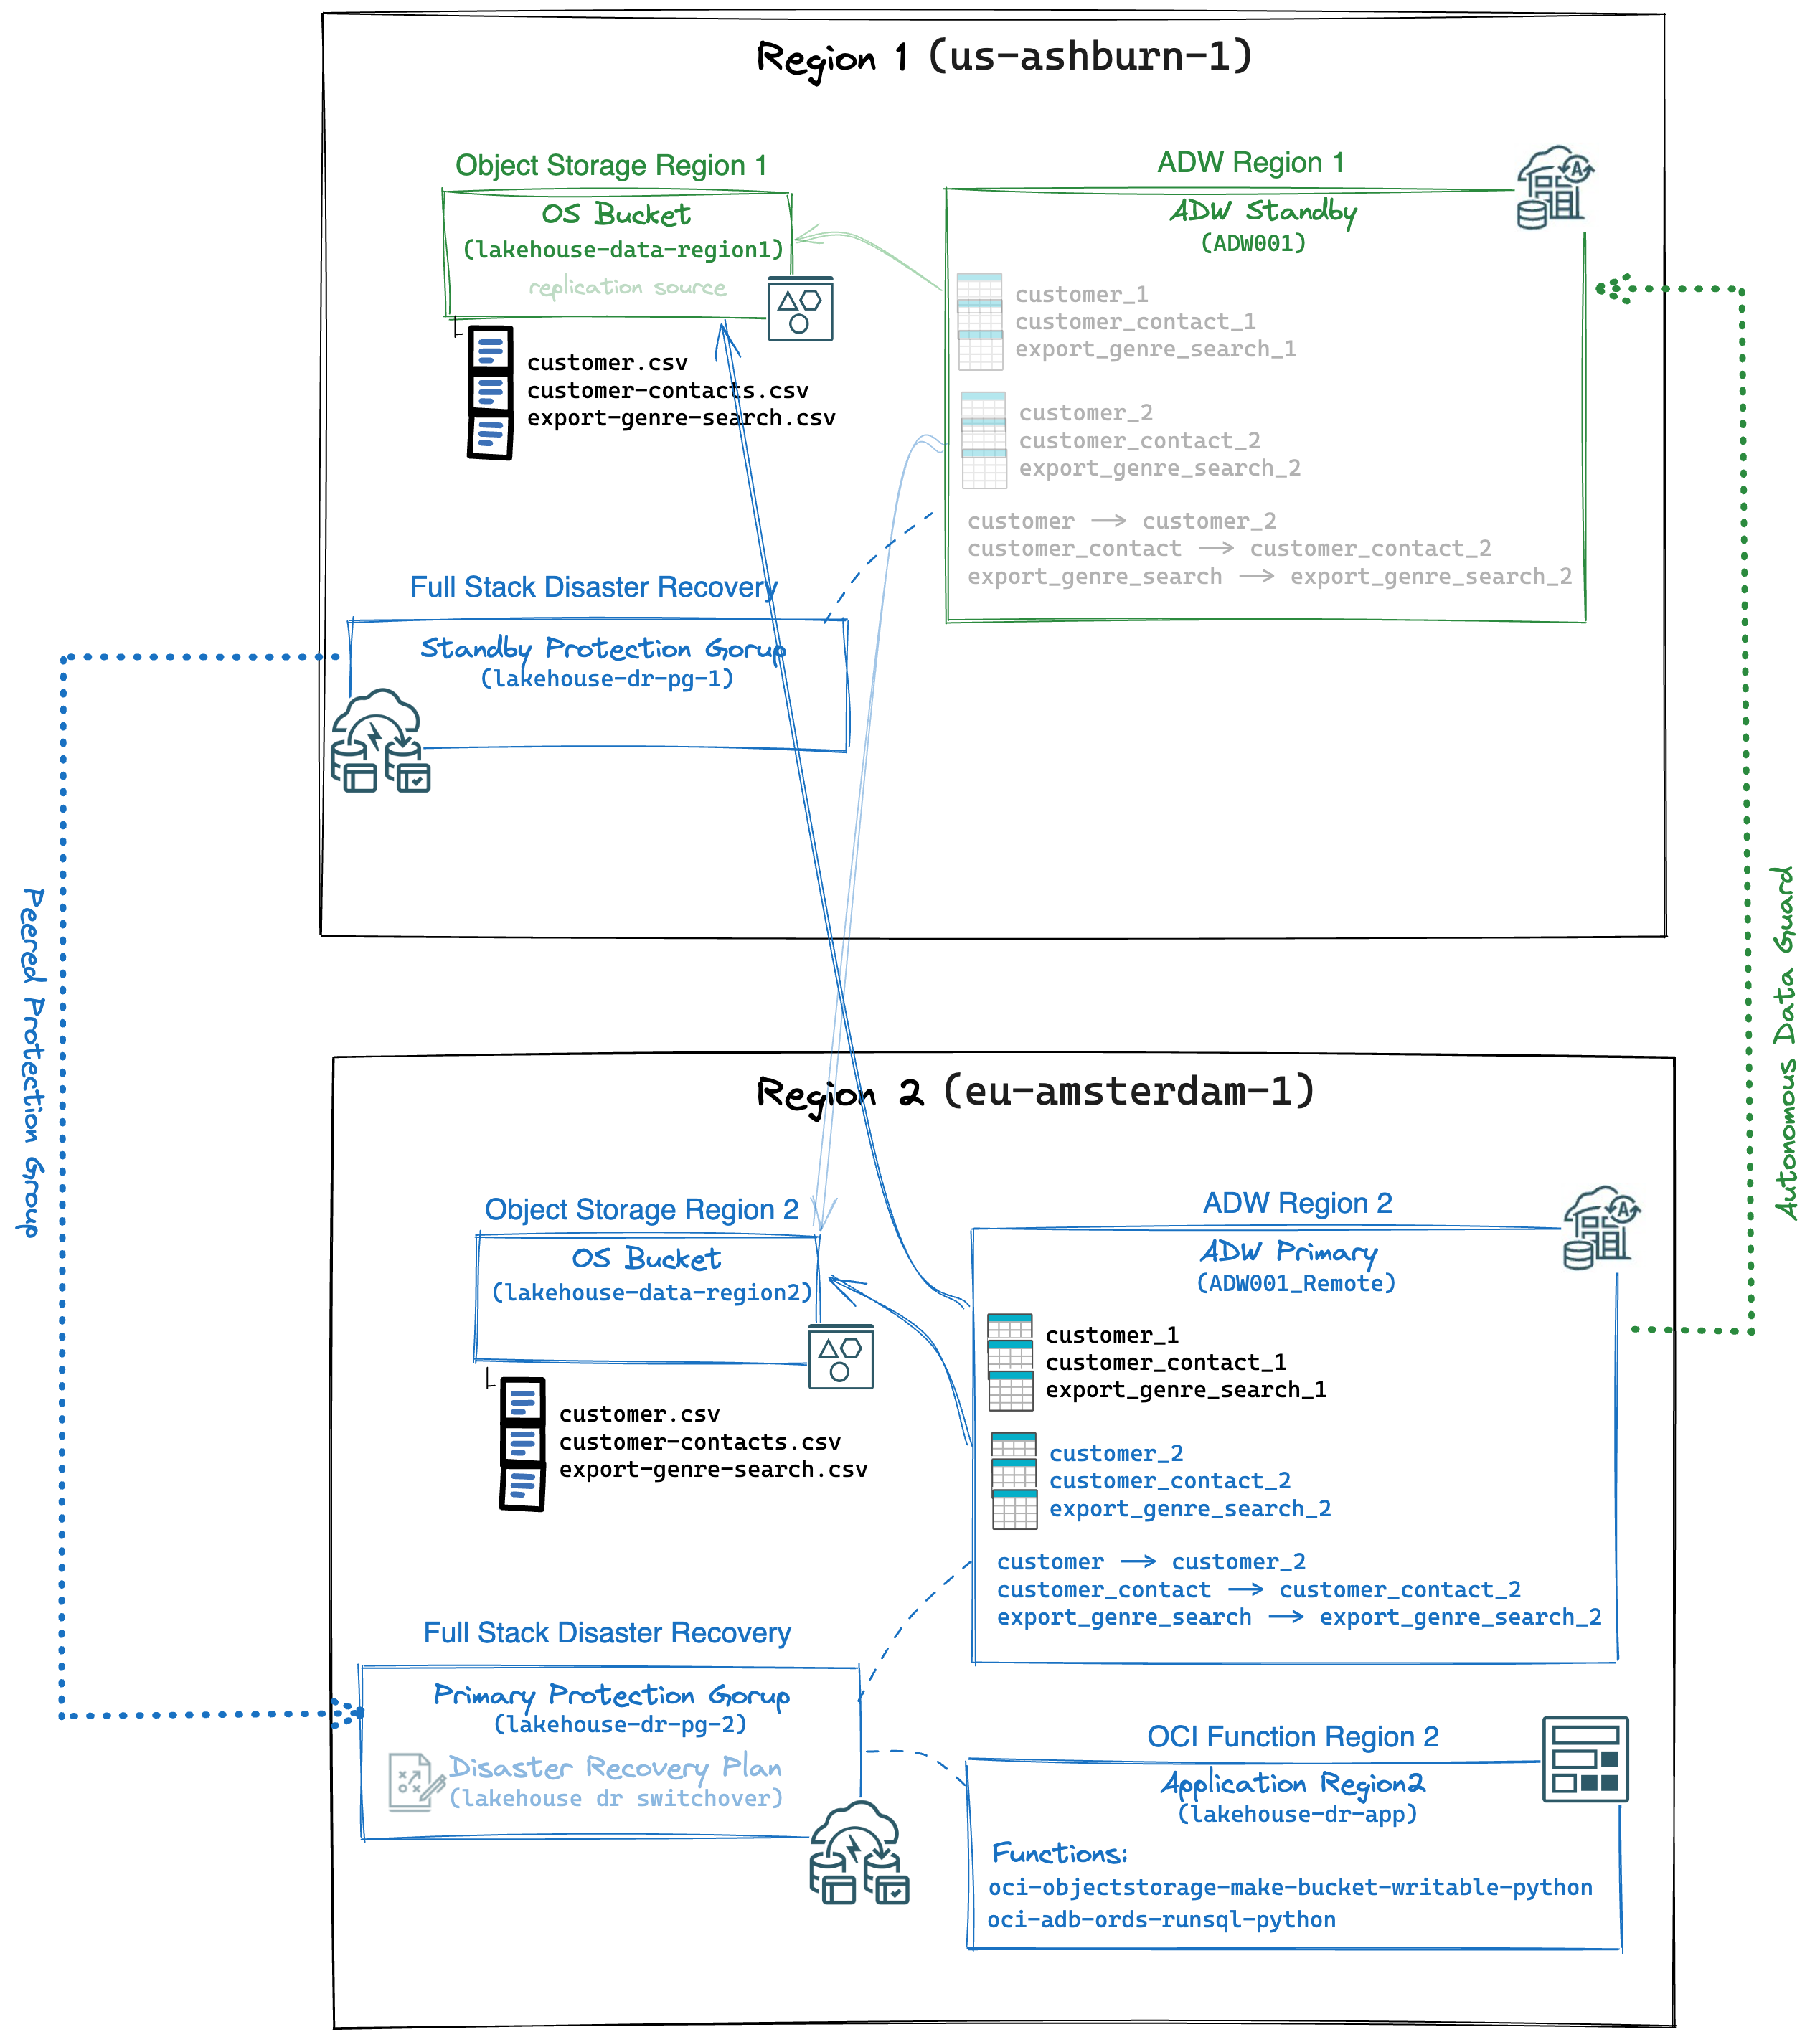 Region 1 (us-ashburn-1)
Object Storage Region 1
OS Bucket
(lakehouse-data-region1)
replication source
customer.csv
customer-contacts.csv
export-genre-search.csv
ADW Region 1
ADW Standby
(ADW001)
customer_1
customer_contact_1
export_genre_search_1
customer_2
customer_contact_2
export_genre_search_2
customer → customer_2
customer_contact → customer_contact_2
export_genre_search → export_genre_search_2
Full Stack Disaster Recovery
Standby Protection Gorup
(lakehouse-dr-pg-1)
Peered Protection Group
Autonomous Data Guard
Region 2 (eu-amsterdam-1)
Object Storage Region 2
OS Bucket
(lakehouse-data-region2)
customer.csv
customer-contacts.csv
export-genre-search.csv
ADW Region 2
ADW Primary
(ADW001_Remote)
customer_1
customer_contact_1
export_genre_search_1
customer_2
customer_contact_2
export_genre_search_2
customer → customer_2
customer_contact → customer_contact_2
export_genre_search → export_genre_search_2
Full Stack Disaster Recovery
Primary Protection Gorup
(lakehouse-dr-pg-2)
Disaster Recovery Plan
(lakehouse dr switchover)
OCI Function Region 2
Application Region2
(lakehouse-dr-app)
Functions:
oci-objectstorage-make-bucket-writable-python
oci-adb-ords-runsql-python